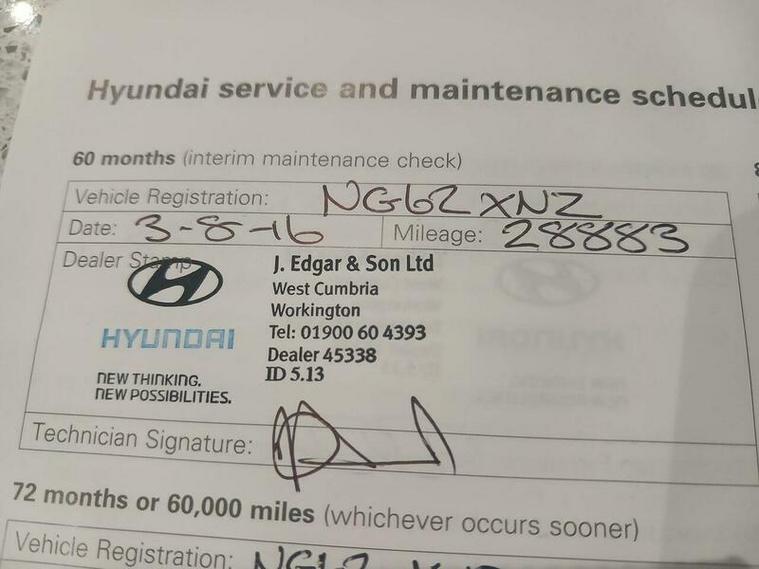 Hyundai service and maintenance schedul
60 months (interim maintenance check)
Vehicle Registration: NG62 XNZ
Date: 3-8-16 Mileage: 28883
Dealer Stamp
J. Edgar & Son Ltd
West Cumbria
Workington
Tel: 01900 60 4393
Dealer 45338
ID 5.13
HYUNDAI
NEW THINKING.
NEW POSSIBILITIES.
Technician Signature:
72 months or 60,000 miles (whichever occurs sooner)
Vehicle Registration: